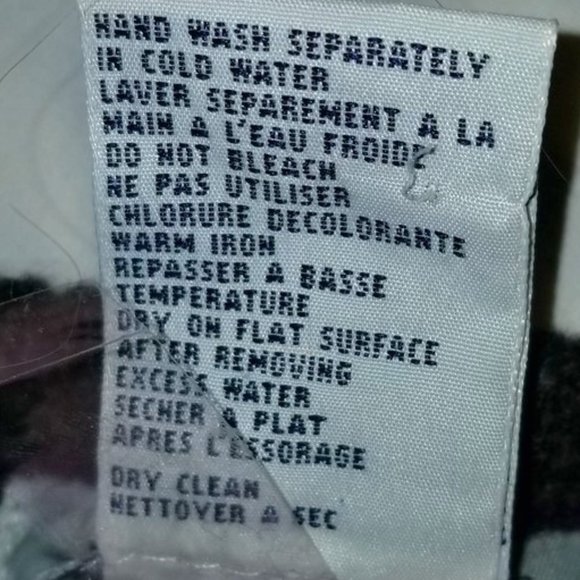 HAND WASH SEPARATELY
IN COLD WATER
LAVER SEPAREMENT A LA
MAIN A L'EAU FROIDE
DO NOT BLEACH
NE PAS UTILISER
CHLORURE DECOLORANTE
WARM IRON
REPASSER A BASSE
TEMPERATURE
DRY ON FLAT SURFACE
AFTER REMOVING
EXCESS WATER
SECHER A PLAT
APRES L'ESSORAGE
DRY CLEAN
NETTOYER A SEC